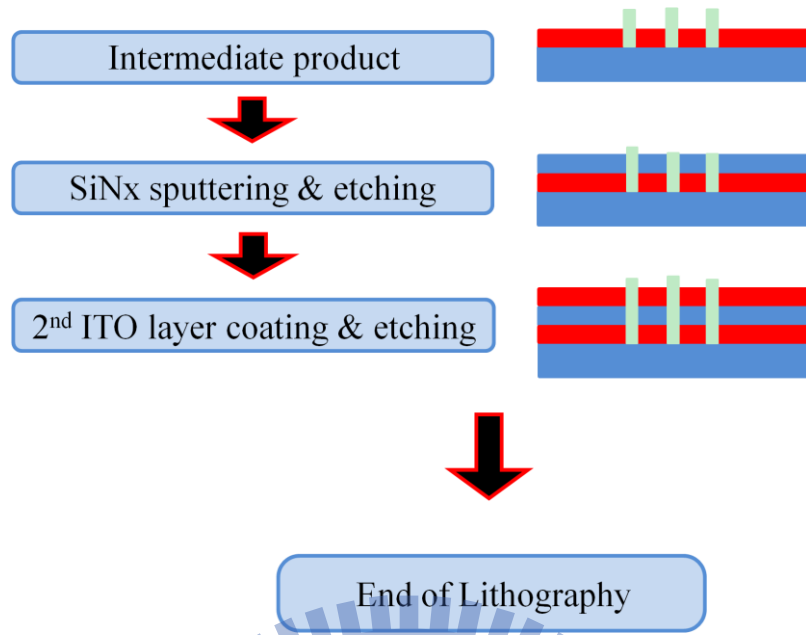 Intermediate product
SiNx sputtering & etching
2nd ITO layer coating & etching
End of Lithography